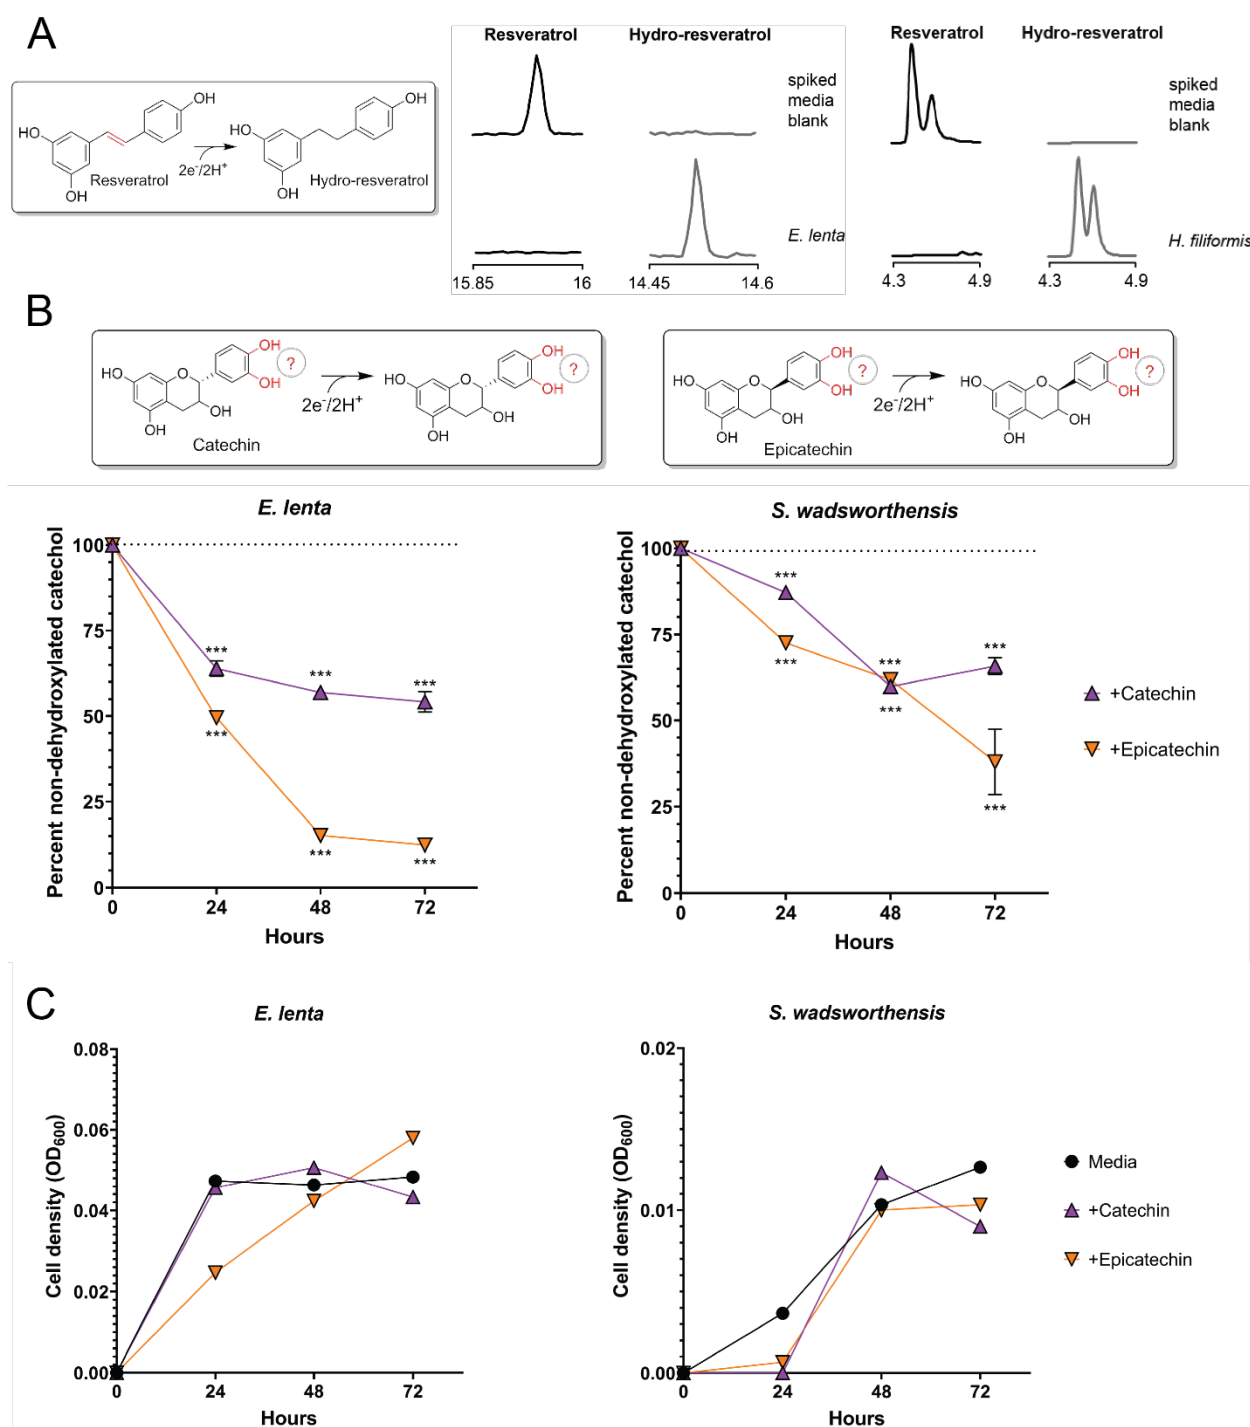 A
OH
HO
OH
Resveratrol
2e⁻/2H⁺
OH
HO
OH
Hydro-resveratrol
Resveratrol Hydro-resveratrol
spiked
media
blank
E. lenta
15.85 16 14.45 14.6
Resveratrol Hydro-resveratrol
spiked
media
blank
H. filiformis
4.3 4.9 4.3 4.9
B
OH
?
OH
HO
O
OH
OH
Catechin
2e⁻/2H⁺
OH
?
OH
HO
O
OH
OH
OH
?
OH
HO
O
OH
OH
Epicatechin
2e⁻/2H⁺
OH
?
OH
HO
O
OH
OH
E. lenta
Percent non-dehydroxylated catechol
100
75
50
25
0
*** *** ***
*** *** ***
0 24 48 72
Hours
S. wadsworthensis
Percent non-dehydroxylated catechol
100
75
50
25
0
*** *** ***
*** *** ***
0 24 48 72
Hours
+Catechin
+Epicatechin
C
E. lenta
Cell density (OD₆₀₀)
0.08
0.06
0.04
0.02
0.00
0 24 48 72
Hours
S. wadsworthensis
Cell density (OD₆₀₀)
0.02
0.01
0.00
0 24 48 72
Hours
Media
+Catechin
+Epicatechin